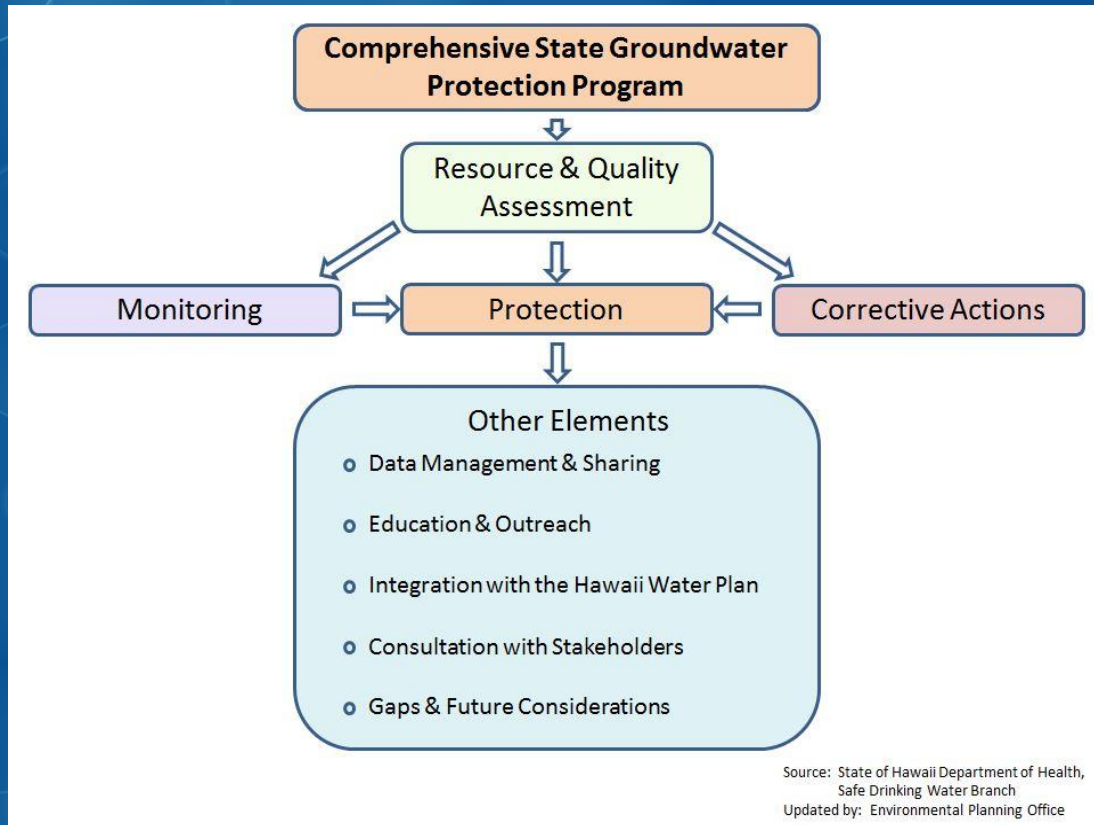 Comprehensive State Groundwater
Protection Program
Resource & Quality
Assessment
Monitoring
Protection
Corrective Actions
Other Elements
Data Management & Sharing
Education & Outreach
Integration with the Hawaii Water Plan
Consultation with Stakeholders
Gaps & Future Considerations
Source: State of Hawaii Department of Health,
Safe Drinking Water Branch
Updated by: Environmental Planning Office